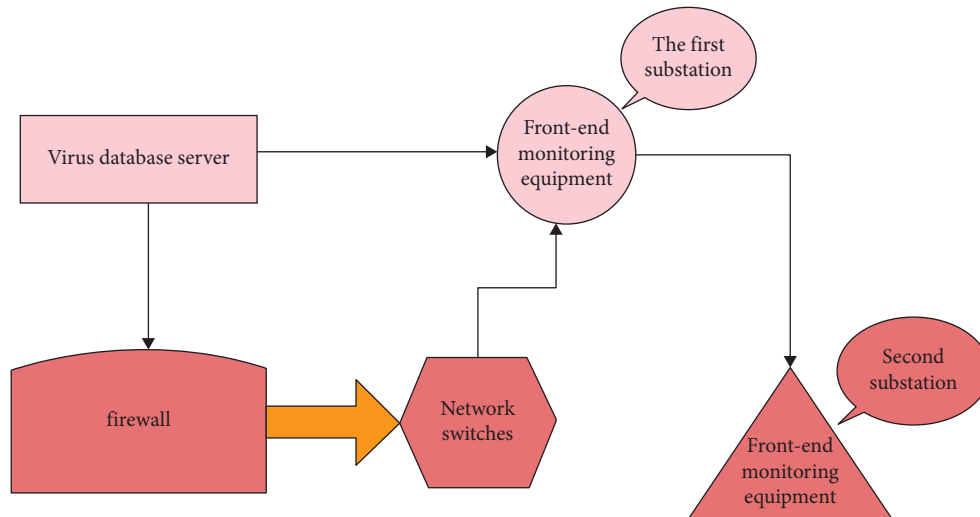 The first
substation
Virus database server
Front-end
monitoring
equipment
firewall
Network
switches
Second
substation
Front-end
monitoring
equipment